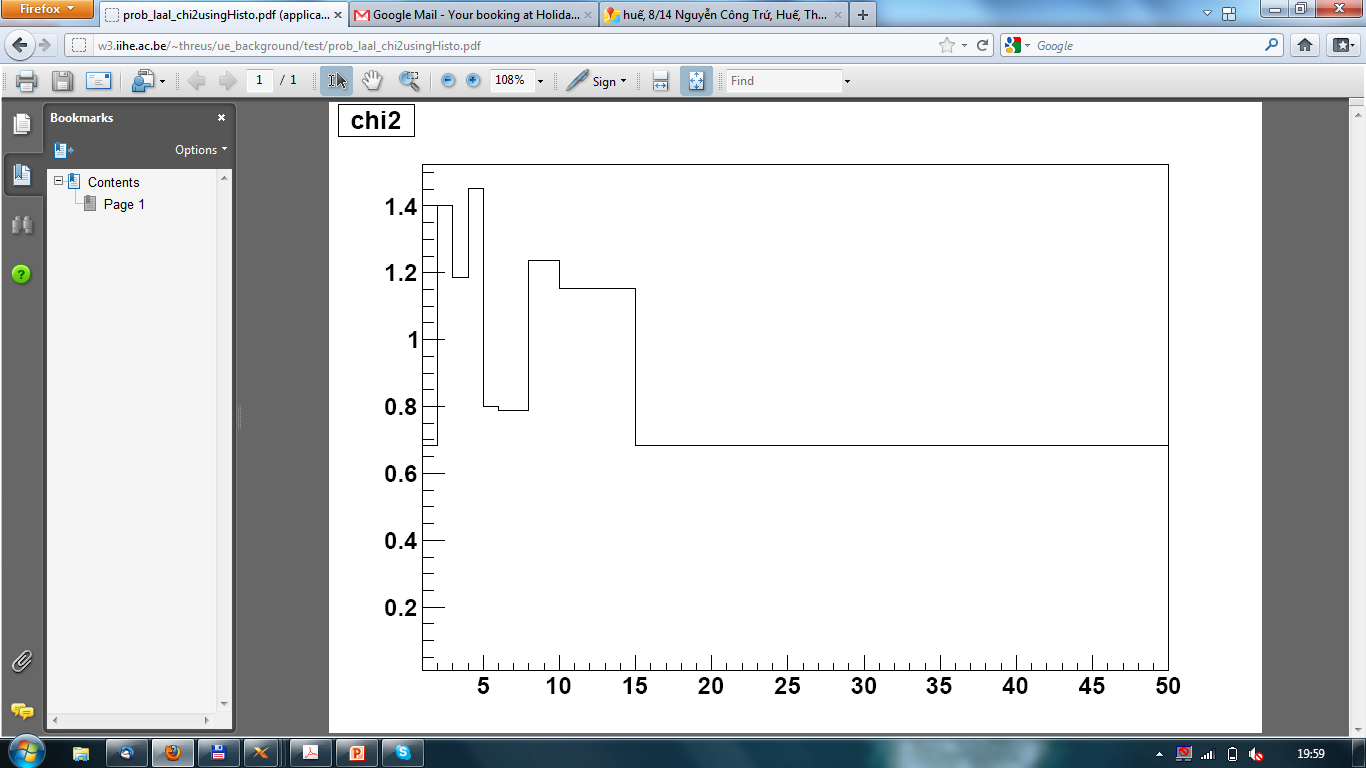 Firefox
prob_laal_chi2usingHisto.pdf (applica...
Google Mail - Your booking at Holida...
huế, 8/14 Nguyễn Công Trứ, Huế, Th...
w3.iihe.ac.be/~threus/ue_background/test/prob_laal_chi2usingHisto.pdf
Google
1 / 1
108%
Sign
Find
Bookmarks
Options
Contents
Page 1
chi2
1.4
1.2
1
0.8
0.6
0.4
0.2
5 10 15 20 25 30 35 40 45 50
19:59